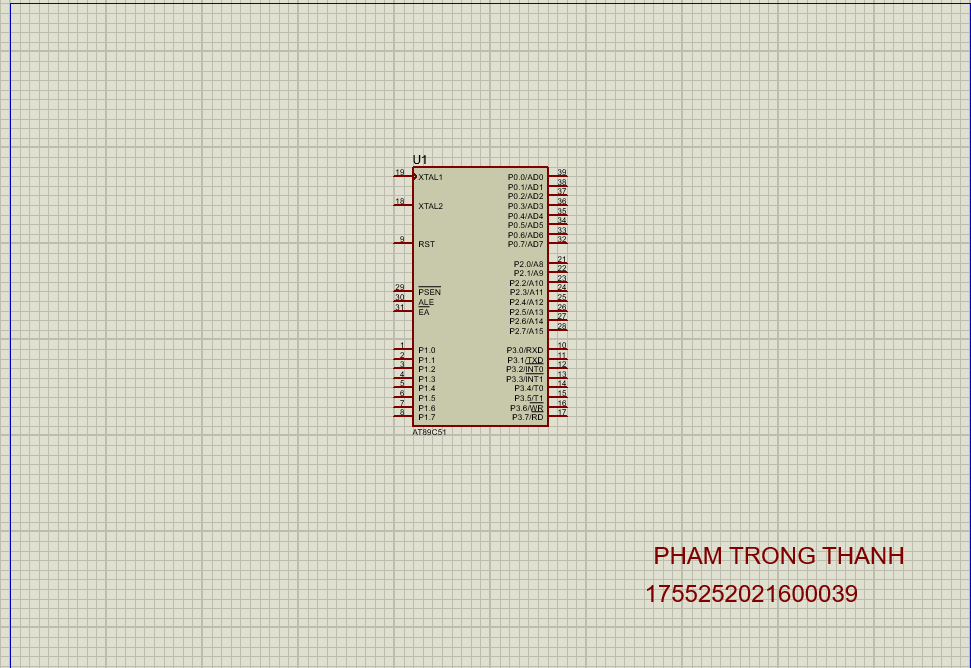 U1
19 XTAL1 P0.0/AD0 39
P0.1/AD1 38
P0.2/AD2 37
18 XTAL2 P0.3/AD3 36
P0.4/AD4 35
P0.5/AD5 34
P0.6/AD6 33
9 RST P0.7/AD7 32
P2.0/A8 21
P2.1/A9 22
P2.2/A10 23
29 PSEN P2.3/A11 24
30 ALE P2.4/A12 25
31 EA P2.5/A13 26
P2.6/A14 27
P2.7/A15 28
1 P1.0 P3.0/RXD 10
2 P1.1 P3.1/TXD 11
3 P1.2 P3.2/INT0 12
4 P1.3 P3.3/INT1 13
5 P1.4 P3.4/T0 14
6 P1.5 P3.5/T1 15
7 P1.6 P3.6/WR 16
8 P1.7 P3.7/RD 17
AT89C51
PHAM TRONG THANH
1755252021600039